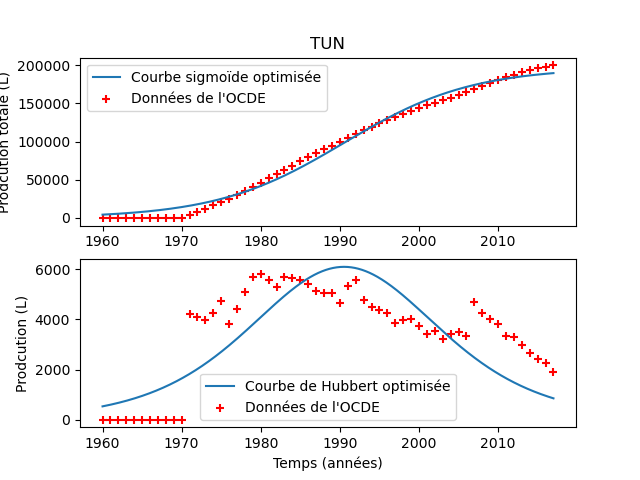 TUN
Prodcution totale (L)
200000
150000
100000
50000
0
Courbe sigmoïde optimisée
Données de l'OCDE
1960 1970 1980 1990 2000 2010
Prodcution (L)
6000
4000
2000
0
Courbe de Hubbert optimisée
Données de l'OCDE
1960 1970 1980 1990 2000 2010
Temps (années)